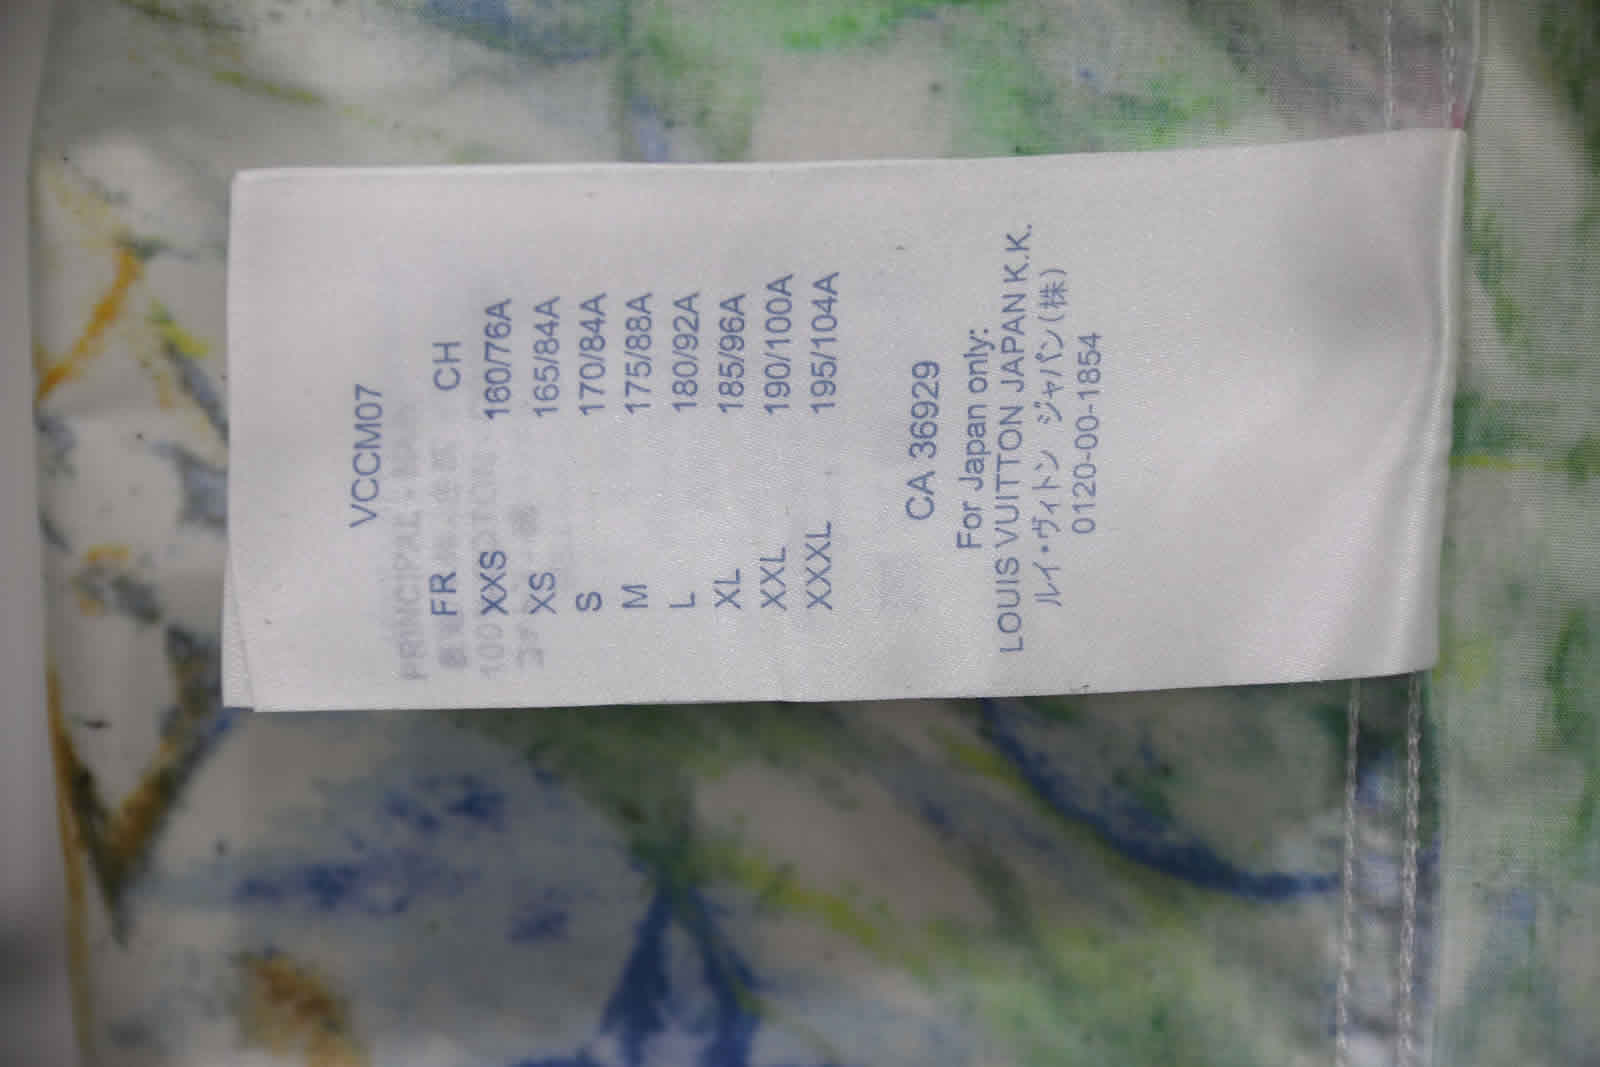 VCCM07
FR CH
XXS 160/76A
XS 165/84A
S 170/84A
M 175/88A
L 180/92A
XL 185/96A
XXL 190/100A
XXXL 195/104A
CA 36929
For Japan only:
LOUIS VUITTON JAPAN K.K.
ルイ・ヴィトン ジャパン(株)
0120-00-1854